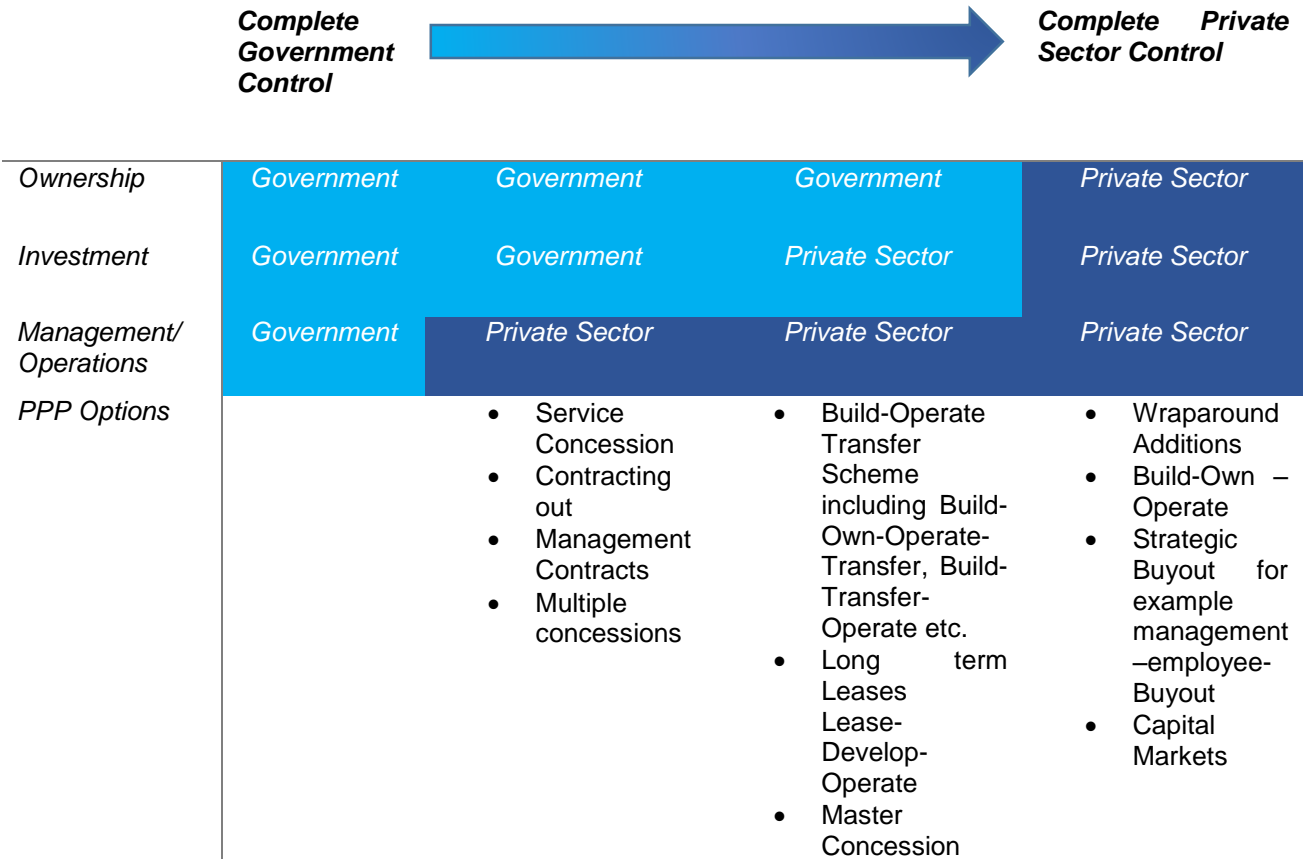 Complete
Government
Control
Complete Private
Sector Control
Ownership
Government
Government
Government
Private Sector
Investment
Government
Government
Private Sector
Private Sector
Management/
Operations
Government
Private Sector
Private Sector
Private Sector
PPP Options
• Service
Concession
• Contracting
out
• Management
Contracts
• Multiple
concessions
• Build-Operate
Transfer
Scheme
including Build-
Own-Operate-
Transfer, Build-
Transfer-
Operate etc.
• Long term
Leases
Lease-
Develop-
Operate
• Master
Concession
• Wraparound
Additions
• Build-Own –
Operate
• Strategic
Buyout for
example
management
–employee-
Buyout
• Capital
Markets